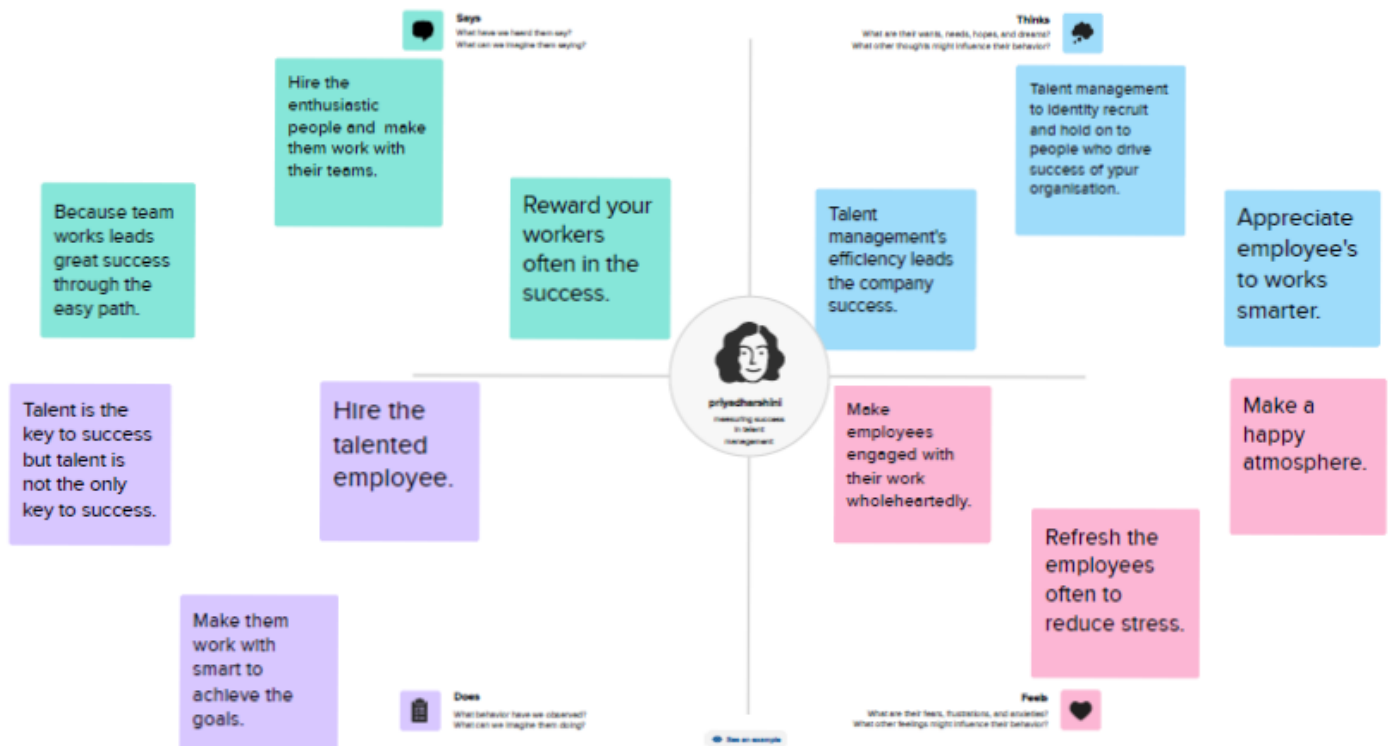 Says
What have we heard them say?
What can we imagine them saying?
Hire the
enthusiastic
people and make
them work with
their teams.
Because team
works leads
great success
through the
easy path.
Reward your
workers
often in the
success.
Thinks
What are their wants, needs, hopes, and dreams?
What other thoughts might influence their behavior?
Talent management
to identity recruit
and hold on to
people who drive
success of ypur
organisation.
Talent
management's
efficiency leads
the company
success.
Appreciate
employee's
to works
smarter.
priyadharshini
measuring success
in talent
management
Talent is the
key to success
but talent is
not the only
key to success.
Hire the
talented
employee.
Make them
work with
smart to
achieve the
goals.
Does
What behavior have we observed?
What can we imagine them doing?
Make
employees
engaged with
their work
wholeheartedly.
Make a
happy
atmosphere.
Refresh the
employees
often to
reduce stress.
Feels
What are their fears, frustrations, and anxieties?
What other feelings might influence their behavior?
See an example